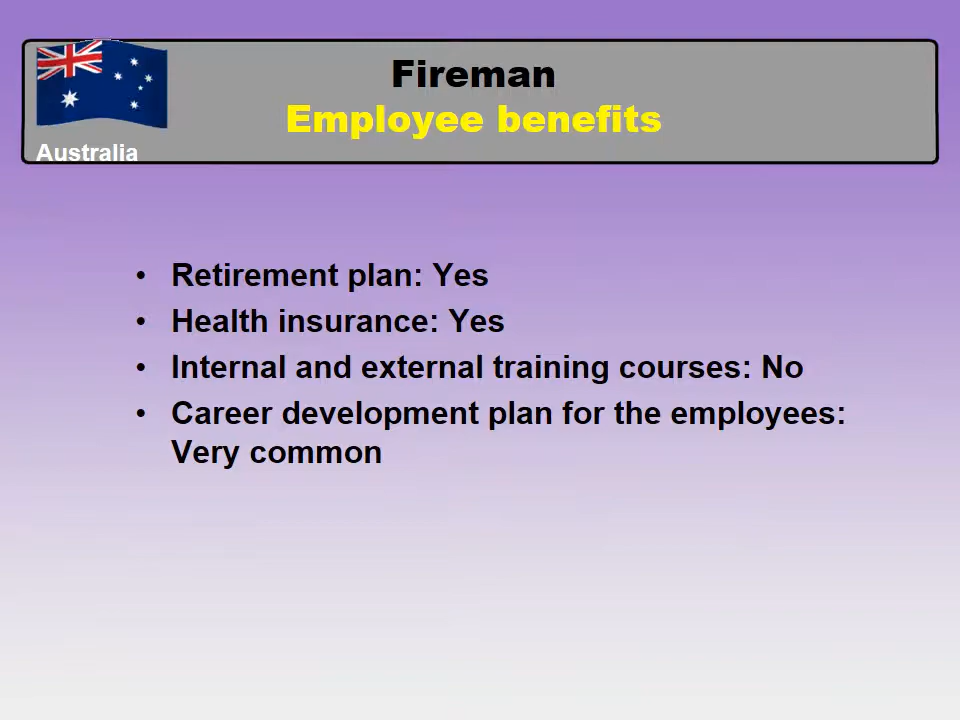 Fireman
Employee benefits
Australia
• Retirement plan: Yes
• Health insurance: Yes
• Internal and external training courses: No
• Career development plan for the employees:
Very common